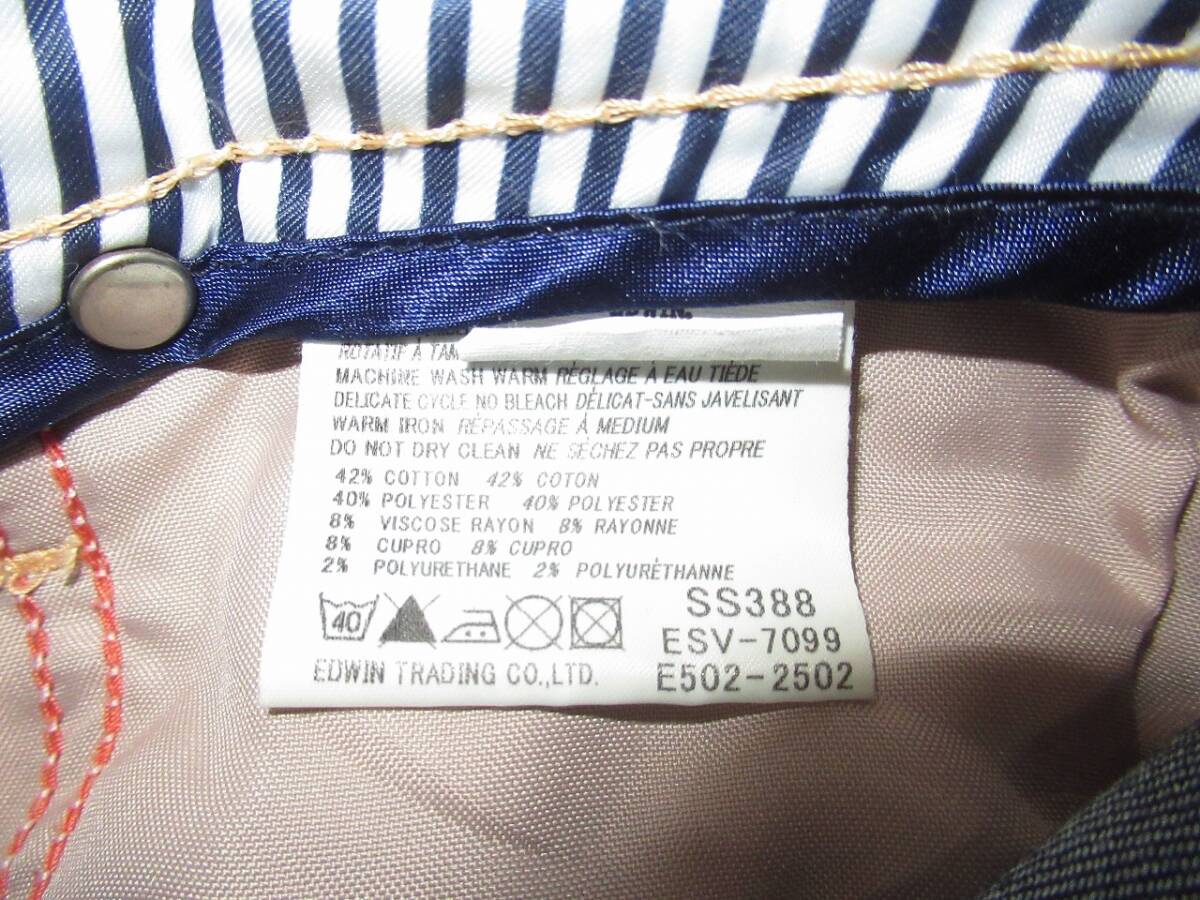 ROTATIF À
MACHINE WASH WARM RÉGLAGE À EAU TIÈDE
DELICATE CYCLE NO BLEACH DÉLICAT-SANS JAVELISANT
WARM IRON RÉPASSAGE À MEDIUM
DO NOT DRY CLEAN NE SÉCHEZ PAS PROPRE
42% COTTON 42% COTON
40% POLYESTER 40% POLYESTER
8% VISCOSE RAYON 8% RAYONNE
8% CUPRO 8% CUPRO
2% POLYURETHANE 2% POLYURÉTHANNE
40
SS388
ESV-7099
EDWIN TRADING CO.,LTD. E502-2502